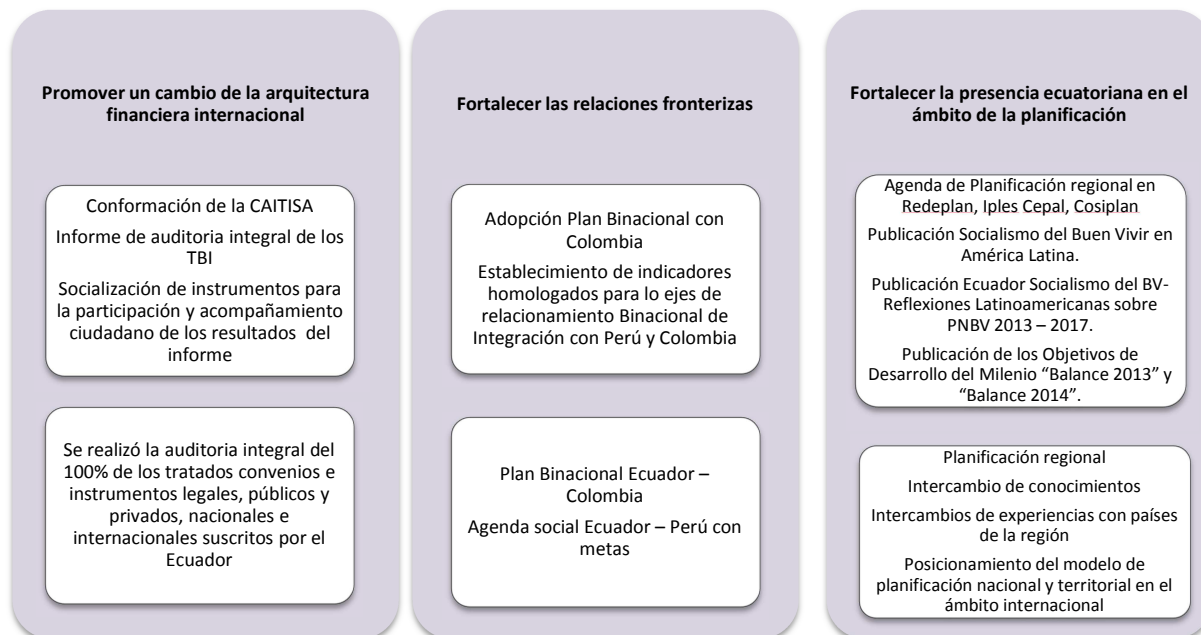 Promover un cambio de la arquitectura
financiera internacional
Conformación de la CAITISA
Informe de auditoria integral de los
TBI
Socialización de instrumentos para
la participación y acompañamiento
ciudadano de los resultados del
informe
Se realizó la auditoria integral del
100% de los tratados convenios e
instrumentos legales, públicos y
privados, nacionales e
internacionales suscritos por el
Ecuador
Fortalecer las relaciones fronterizas
Adopción Plan Binacional con
Colombia
Establecimiento de indicadores
homologados para lo ejes de
relacionamiento Binacional de
Integración con Perú y Colombia
Plan Binacional Ecuador –
Colombia
Agenda social Ecuador – Perú con
metas
Fortalecer la presencia ecuatoriana en el
ámbito de la planificación
Agenda de Planificación regional en
Redeplan, Iples Cepal, Cosiplan
Publicación Socialismo del Buen Vivir en
América Latina.
Publicación Ecuador Socialismo del BV-
Reflexiones Latinoamericanas sobre
PNBV 2013 – 2017.
Publicación de los Objetivos de
Desarrollo del Milenio “Balance 2013” y
“Balance 2014”.
Planificación regional
Intercambio de conocimientos
Intercambios de experiencias con países
de la región
Posicionamiento del modelo de
planificación nacional y territorial en el
ámbito internacional